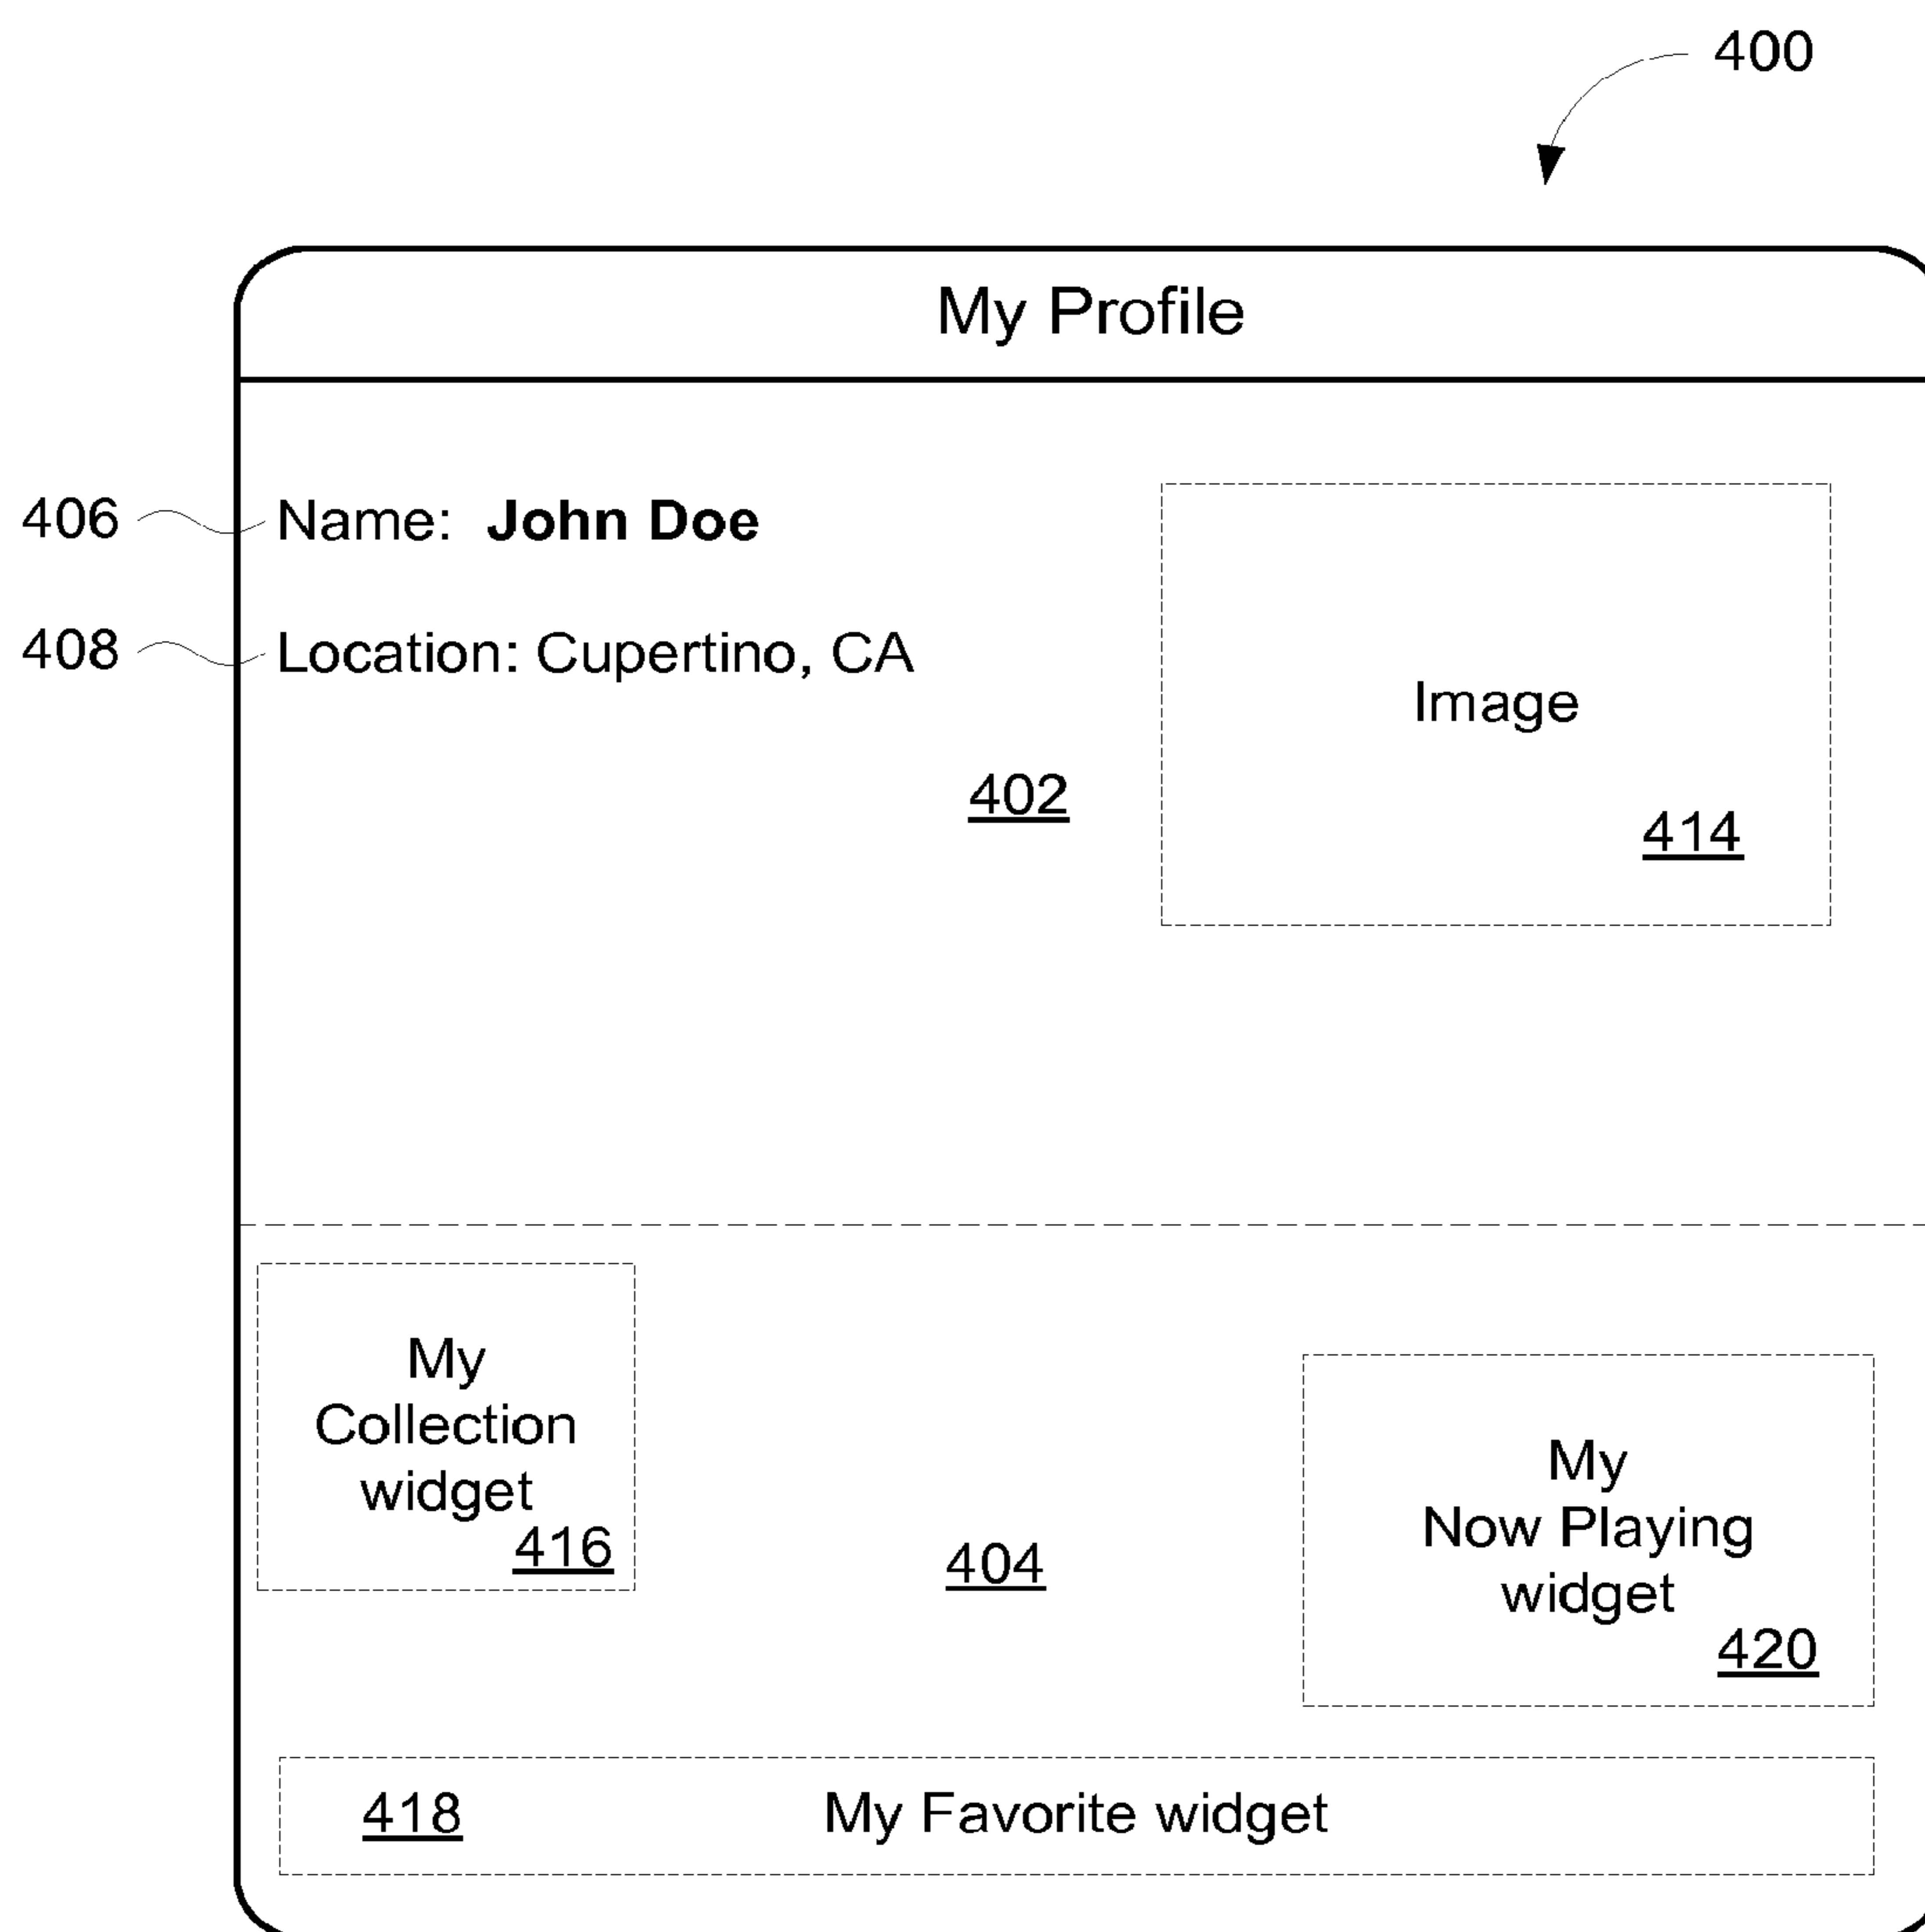 400
My Profile
406 Name: John Doe
408 Location: Cupertino, CA
Image
402
414
My
Collection
widget
416
404
My
Now Playing
widget
420
418 My Favorite widget